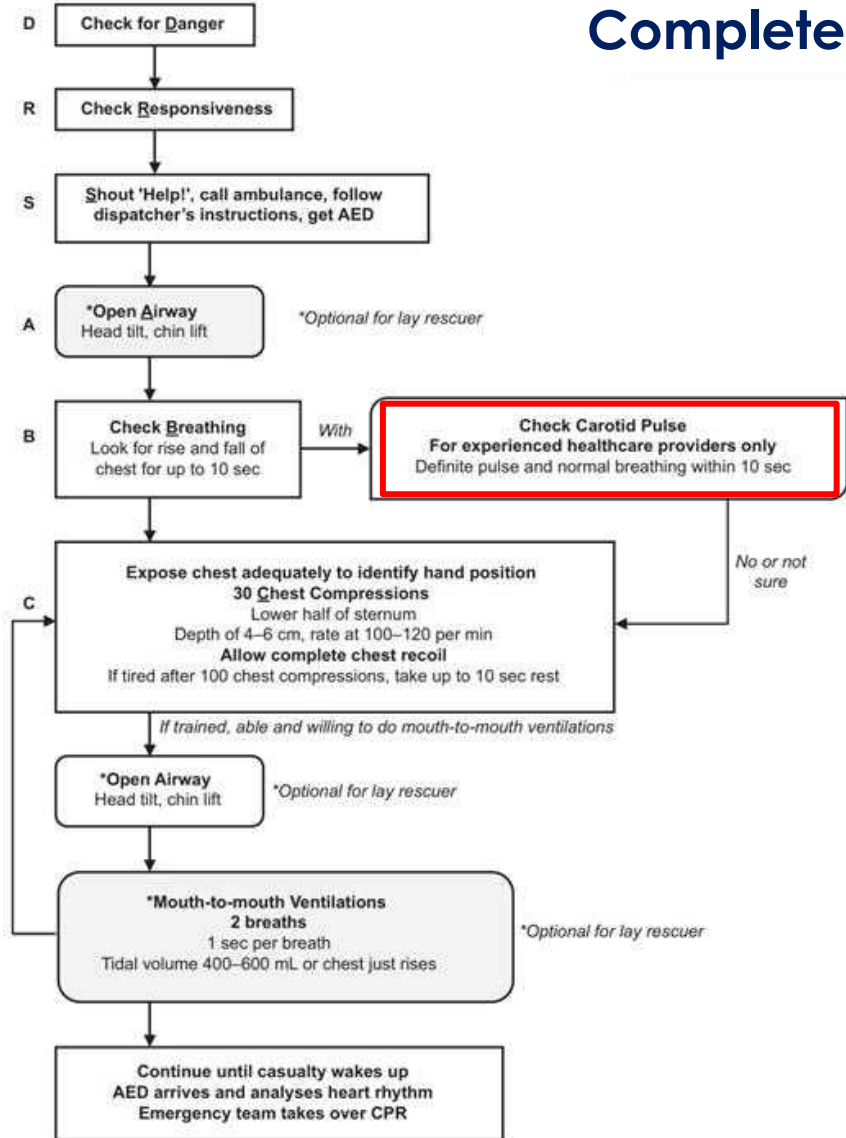 Complete
D
Check for Danger
R
Check Responsiveness
S
Shout 'Help!', call ambulance, follow
dispatcher's instructions, get AED
A
*Open Airway
Head tilt, chin lift
*Optional for lay rescuer
B
Check Breathing
Look for rise and fall of
chest for up to 10 sec
With
Check Carotid Pulse
For experienced healthcare providers only
Definite pulse and normal breathing within 10 sec
No or not
sure
C
Expose chest adequately to identify hand position
30 Chest Compressions
Lower half of sternum
Depth of 4–6 cm, rate at 100–120 per min
Allow complete chest recoil
If tired after 100 chest compressions, take up to 10 sec rest
If trained, able and willing to do mouth-to-mouth ventilations
*Open Airway
Head tilt, chin lift
*Optional for lay rescuer
*Mouth-to-mouth Ventilations
2 breaths
1 sec per breath
Tidal volume 400–600 mL or chest just rises
*Optional for lay rescuer
Continue until casualty wakes up
AED arrives and analyses heart rhythm
Emergency team takes over CPR